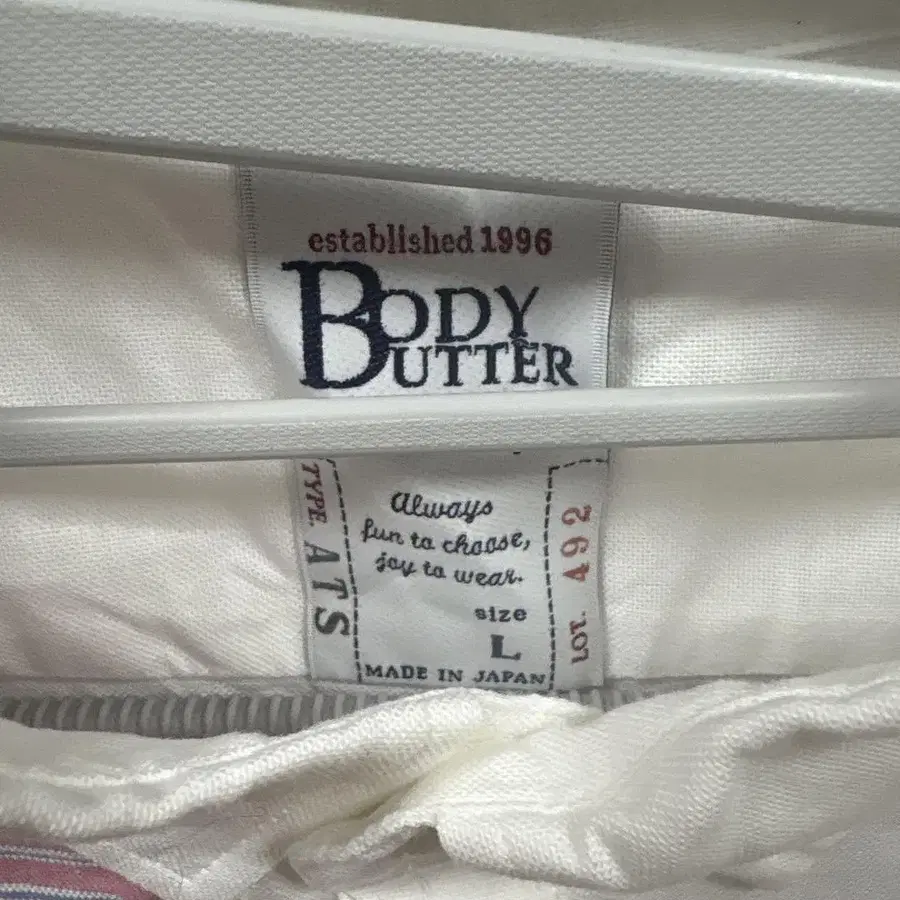 established 1996
BODY
BUTTER
TYPE. ATS
Always
fun to choose,
joy to wear.
size
L
MADE IN JAPAN
LOT. 492